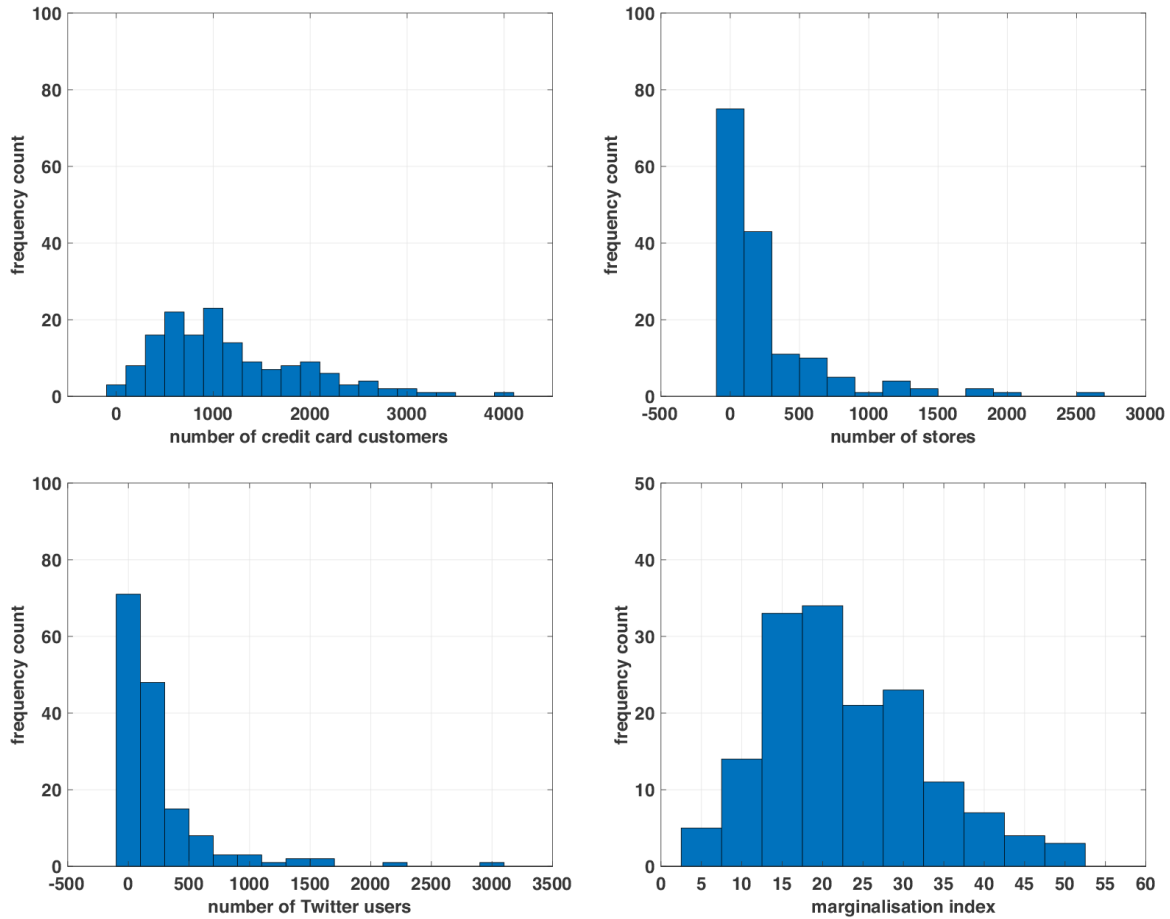 100
80
60
40
20
0
frequency count
0 1000 2000 3000 4000
number of credit card customers
100
80
60
40
20
0
frequency count
-500 0 500 1000 1500 2000 2500 3000
number of stores
100
80
60
40
20
0
frequency count
-500 0 500 1000 1500 2000 2500 3000 3500
number of Twitter users
50
40
30
20
10
0
frequency count
0 5 10 15 20 25 30 35 40 45 50 55 60
marginalisation index